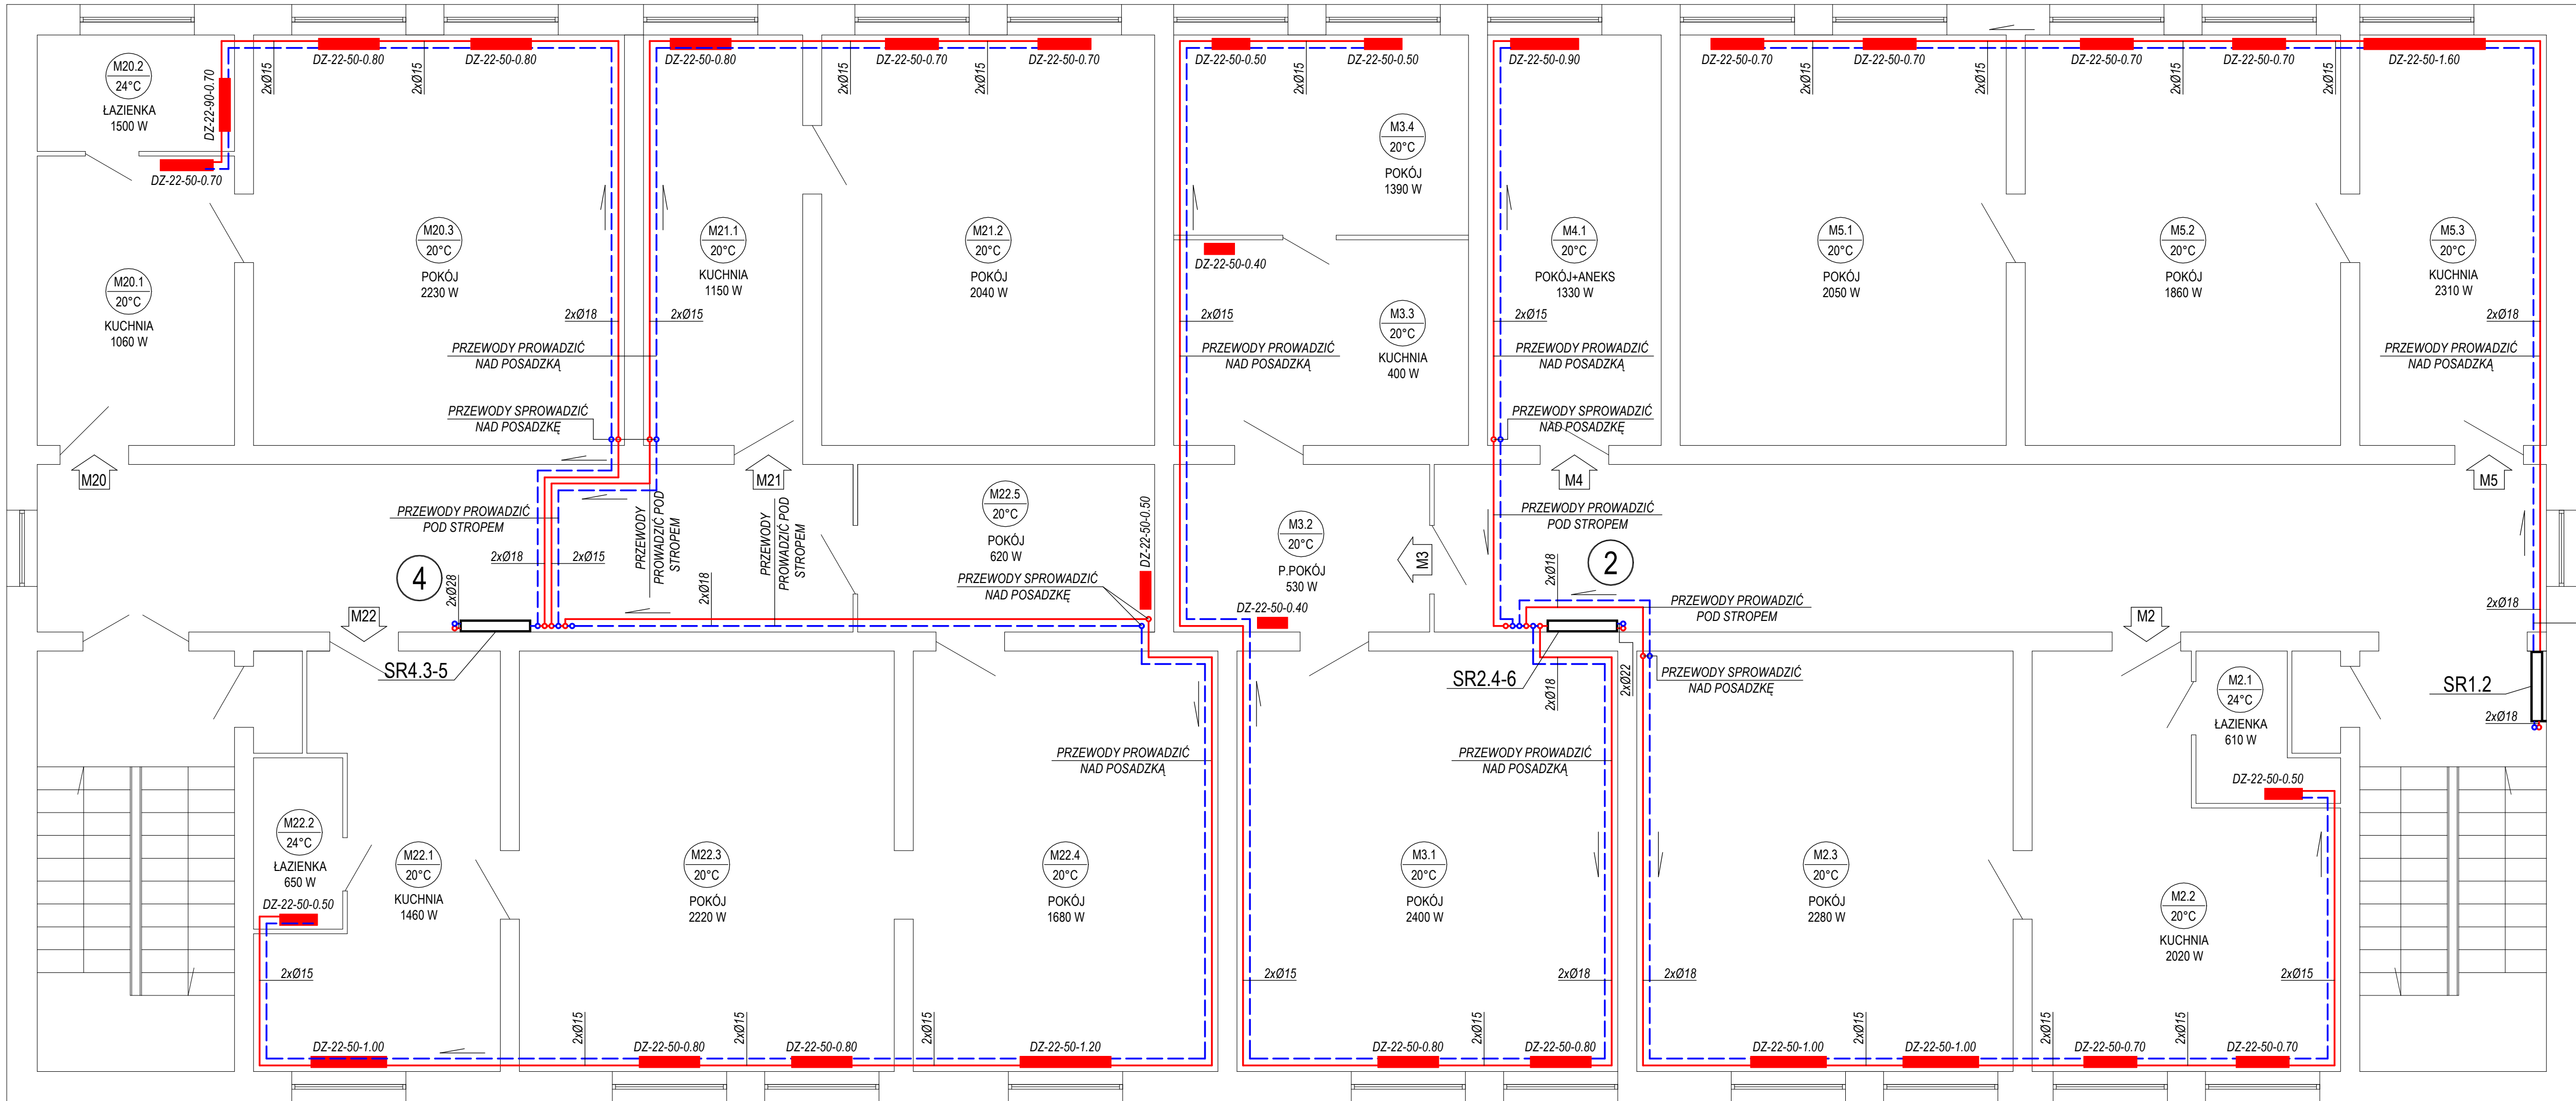 DZ-22-50-0.80
DZ-22-50-0.80
DZ-22-50-0.80
DZ-22-50-0.70
DZ-22-50-0.70
DZ-22-50-0.50
DZ-22-50-0.50
DZ-22-50-0.90
DZ-22-50-0.70
DZ-22-50-0.70
DZ-22-50-0.70
DZ-22-50-0.70
DZ-22-50-1.60
2xØ15
2xØ15
2xØ15
2xØ15
2xØ15
2xØ15
2xØ15
2xØ15
2xØ15
M20.2
24°C
ŁAZIENKA
1500 W
DZ-22-90-0.70
DZ-22-50-0.70
M20.1
20°C
KUCHNIA
1060 W
M20.3
20°C
POKÓJ
2230 W
M21.1
20°C
KUCHNIA
1150 W
M21.2
20°C
POKÓJ
2040 W
M3.4
20°C
POKÓJ
1390 W
DZ-22-50-0.40
M3.3
20°C
KUCHNIA
400 W
M4.1
20°C
POKÓJ+ANEKS
1330 W
M5.1
20°C
POKÓJ
2050 W
M5.2
20°C
POKÓJ
1860 W
M5.3
20°C
KUCHNIA
2310 W
2xØ18
2xØ15
2xØ15
2xØ15
2xØ18
PRZEWODY PROWADZIĆ
NAD POSADZKĄ
PRZEWODY PROWADZIĆ
NAD POSADZKĄ
PRZEWODY PROWADZIĆ
NAD POSADZKĄ
PRZEWODY PROWADZIĆ
NAD POSADZKĄ
PRZEWODY SPROWADZIĆ
NAD POSADZKĘ
PRZEWODY SPROWADZIĆ
NAD POSADZKĘ
M20
M21
M4
M5
PRZEWODY PROWADZIĆ
POD STROPEM
2xØ18
2xØ15
4
2xØ28
M22
SR4.3-5
PRZEWODY
PROWADZIĆ POD
STROPEM
2xØ18
PRZEWODY
PROWADZIĆ POD
STROPEM
M22.5
20°C
POKÓJ
620 W
DZ-22-50-0.50
PRZEWODY SPROWADZIĆ
NAD POSADZKĘ
M3.2
20°C
P.POKÓJ
530 W
DZ-22-50-0.40
M3
PRZEWODY PROWADZIĆ
POD STROPEM
2xØ18
2
PRZEWODY PROWADZIĆ
POD STROPEM
SR2.4-6
2xØ18
2xØ22
PRZEWODY SPROWADZIĆ
NAD POSADZKĘ
M2
2xØ18
SR1.2
2xØ18
M2.1
24°C
ŁAZIENKA
610 W
DZ-22-50-0.50
PRZEWODY PROWADZIĆ
NAD POSADZKĄ
PRZEWODY PROWADZIĆ
NAD POSADZKĄ
M22.2
24°C
ŁAZIENKA
650 W
DZ-22-50-0.50
M22.1
20°C
KUCHNIA
1460 W
M22.3
20°C
POKÓJ
2220 W
M22.4
20°C
POKÓJ
1680 W
M3.1
20°C
POKÓJ
2400 W
M2.3
20°C
POKÓJ
2280 W
M2.2
20°C
KUCHNIA
2020 W
2xØ15
2xØ15
2xØ18
2xØ18
2xØ15
2xØ15
2xØ15
2xØ15
2xØ15
2xØ15
2xØ15
2xØ15
DZ-22-50-1.00
DZ-22-50-0.80
DZ-22-50-0.80
DZ-22-50-1.20
DZ-22-50-0.80
DZ-22-50-0.80
DZ-22-50-1.00
DZ-22-50-1.00
DZ-22-50-0.70
DZ-22-50-0.70